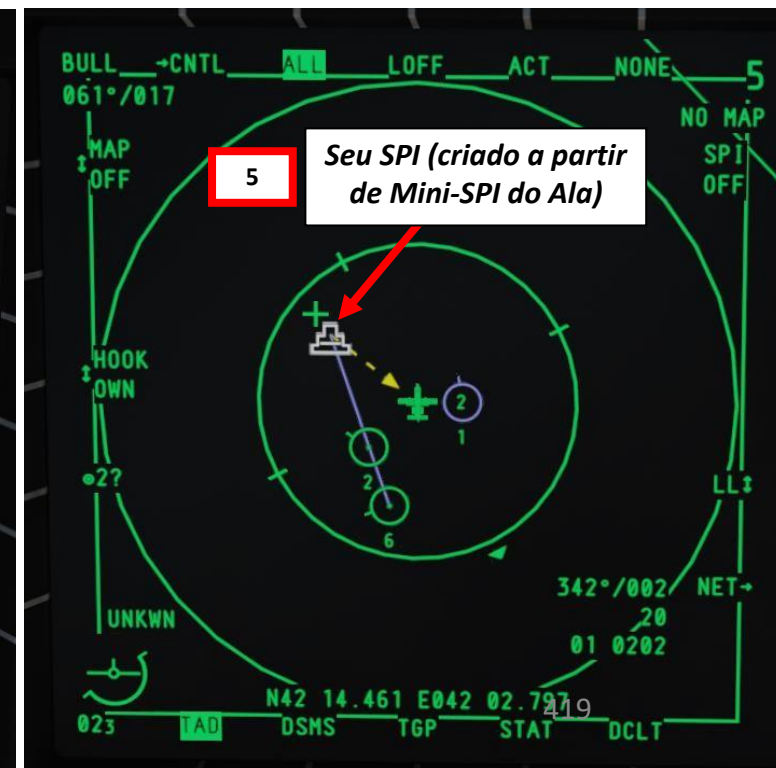 BULL →CNTL ALL LOFF ACT NONE 5
061°/017
NO MAP
MAP
OFF
SPI
OFF
5
Seu SPI (criado a partir
de Mini-SPI do Ala)
HOOK
OWN
2
1
2?
2
LL
6
342°/002
NET→
20
UNKWN
01 0202
N42 14.461 E042 02.797
419
023 TAD DSMS TGP STAT DCLT